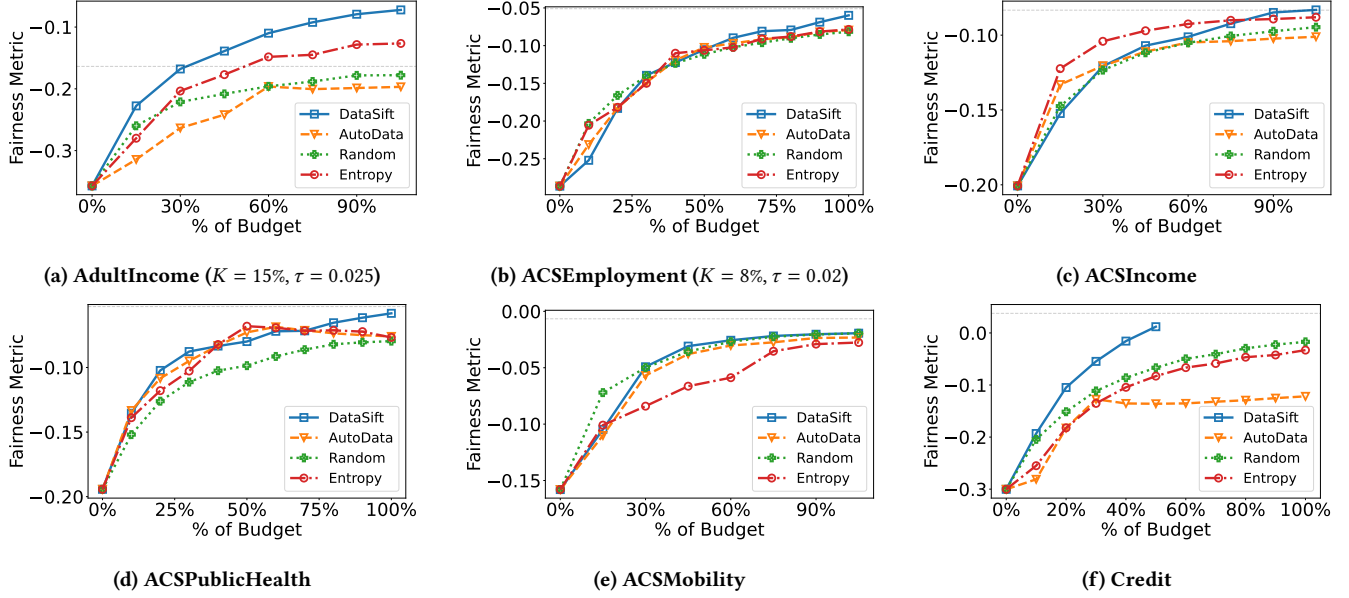 Fairness Metric
−0.1
−0.2
−0.3
DataSift
AutoData
Random
Entropy
0% 30% 60% 90%
% of Budget
(a) AdultIncome (K = 15%, τ = 0.025)
Fairness Metric
−0.05
−0.10
−0.15
−0.20
−0.25
DataSift
AutoData
Random
Entropy
0% 25% 50% 75% 100%
% of Budget
(b) ACSEmployment (K = 8%, τ = 0.02)
Fairness Metric
−0.10
−0.15
−0.20
DataSift
AutoData
Random
Entropy
0% 30% 60% 90%
% of Budget
(c) ACSIncome
Fairness Metric
−0.10
−0.15
−0.20
DataSift
AutoData
Random
Entropy
0% 25% 50% 75% 100%
% of Budget
(d) ACSPublicHealth
Fairness Metric
0.00
−0.05
−0.10
−0.15
DataSift
AutoData
Random
Entropy
0% 30% 60% 90%
% of Budget
(e) ACSMobility
Fairness Metric
0.0
−0.1
−0.2
−0.3
DataSift
AutoData
Random
Entropy
0% 20% 40% 60% 80% 100%
% of Budget
(f) Credit